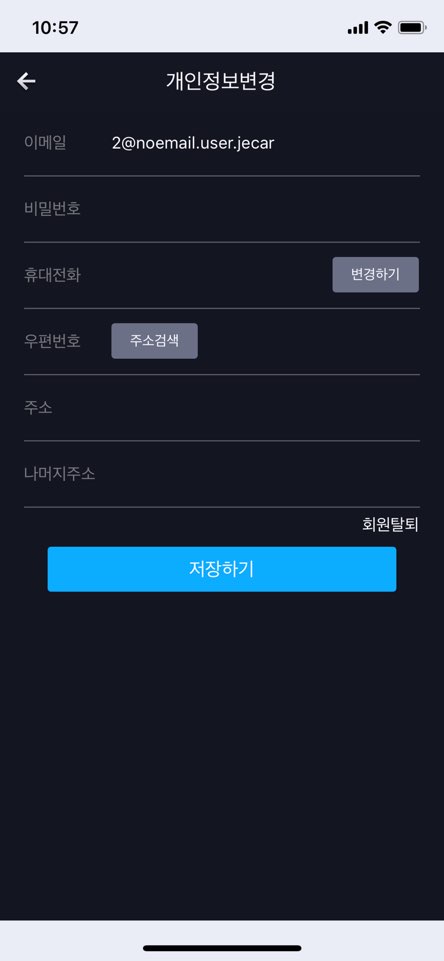 10:57
개인정보변경
이메일 2@noemail.user.jecar
비밀번호
휴대전화 변경하기
우편번호 주소검색
주소
나머지주소
회원탈퇴
저장하기